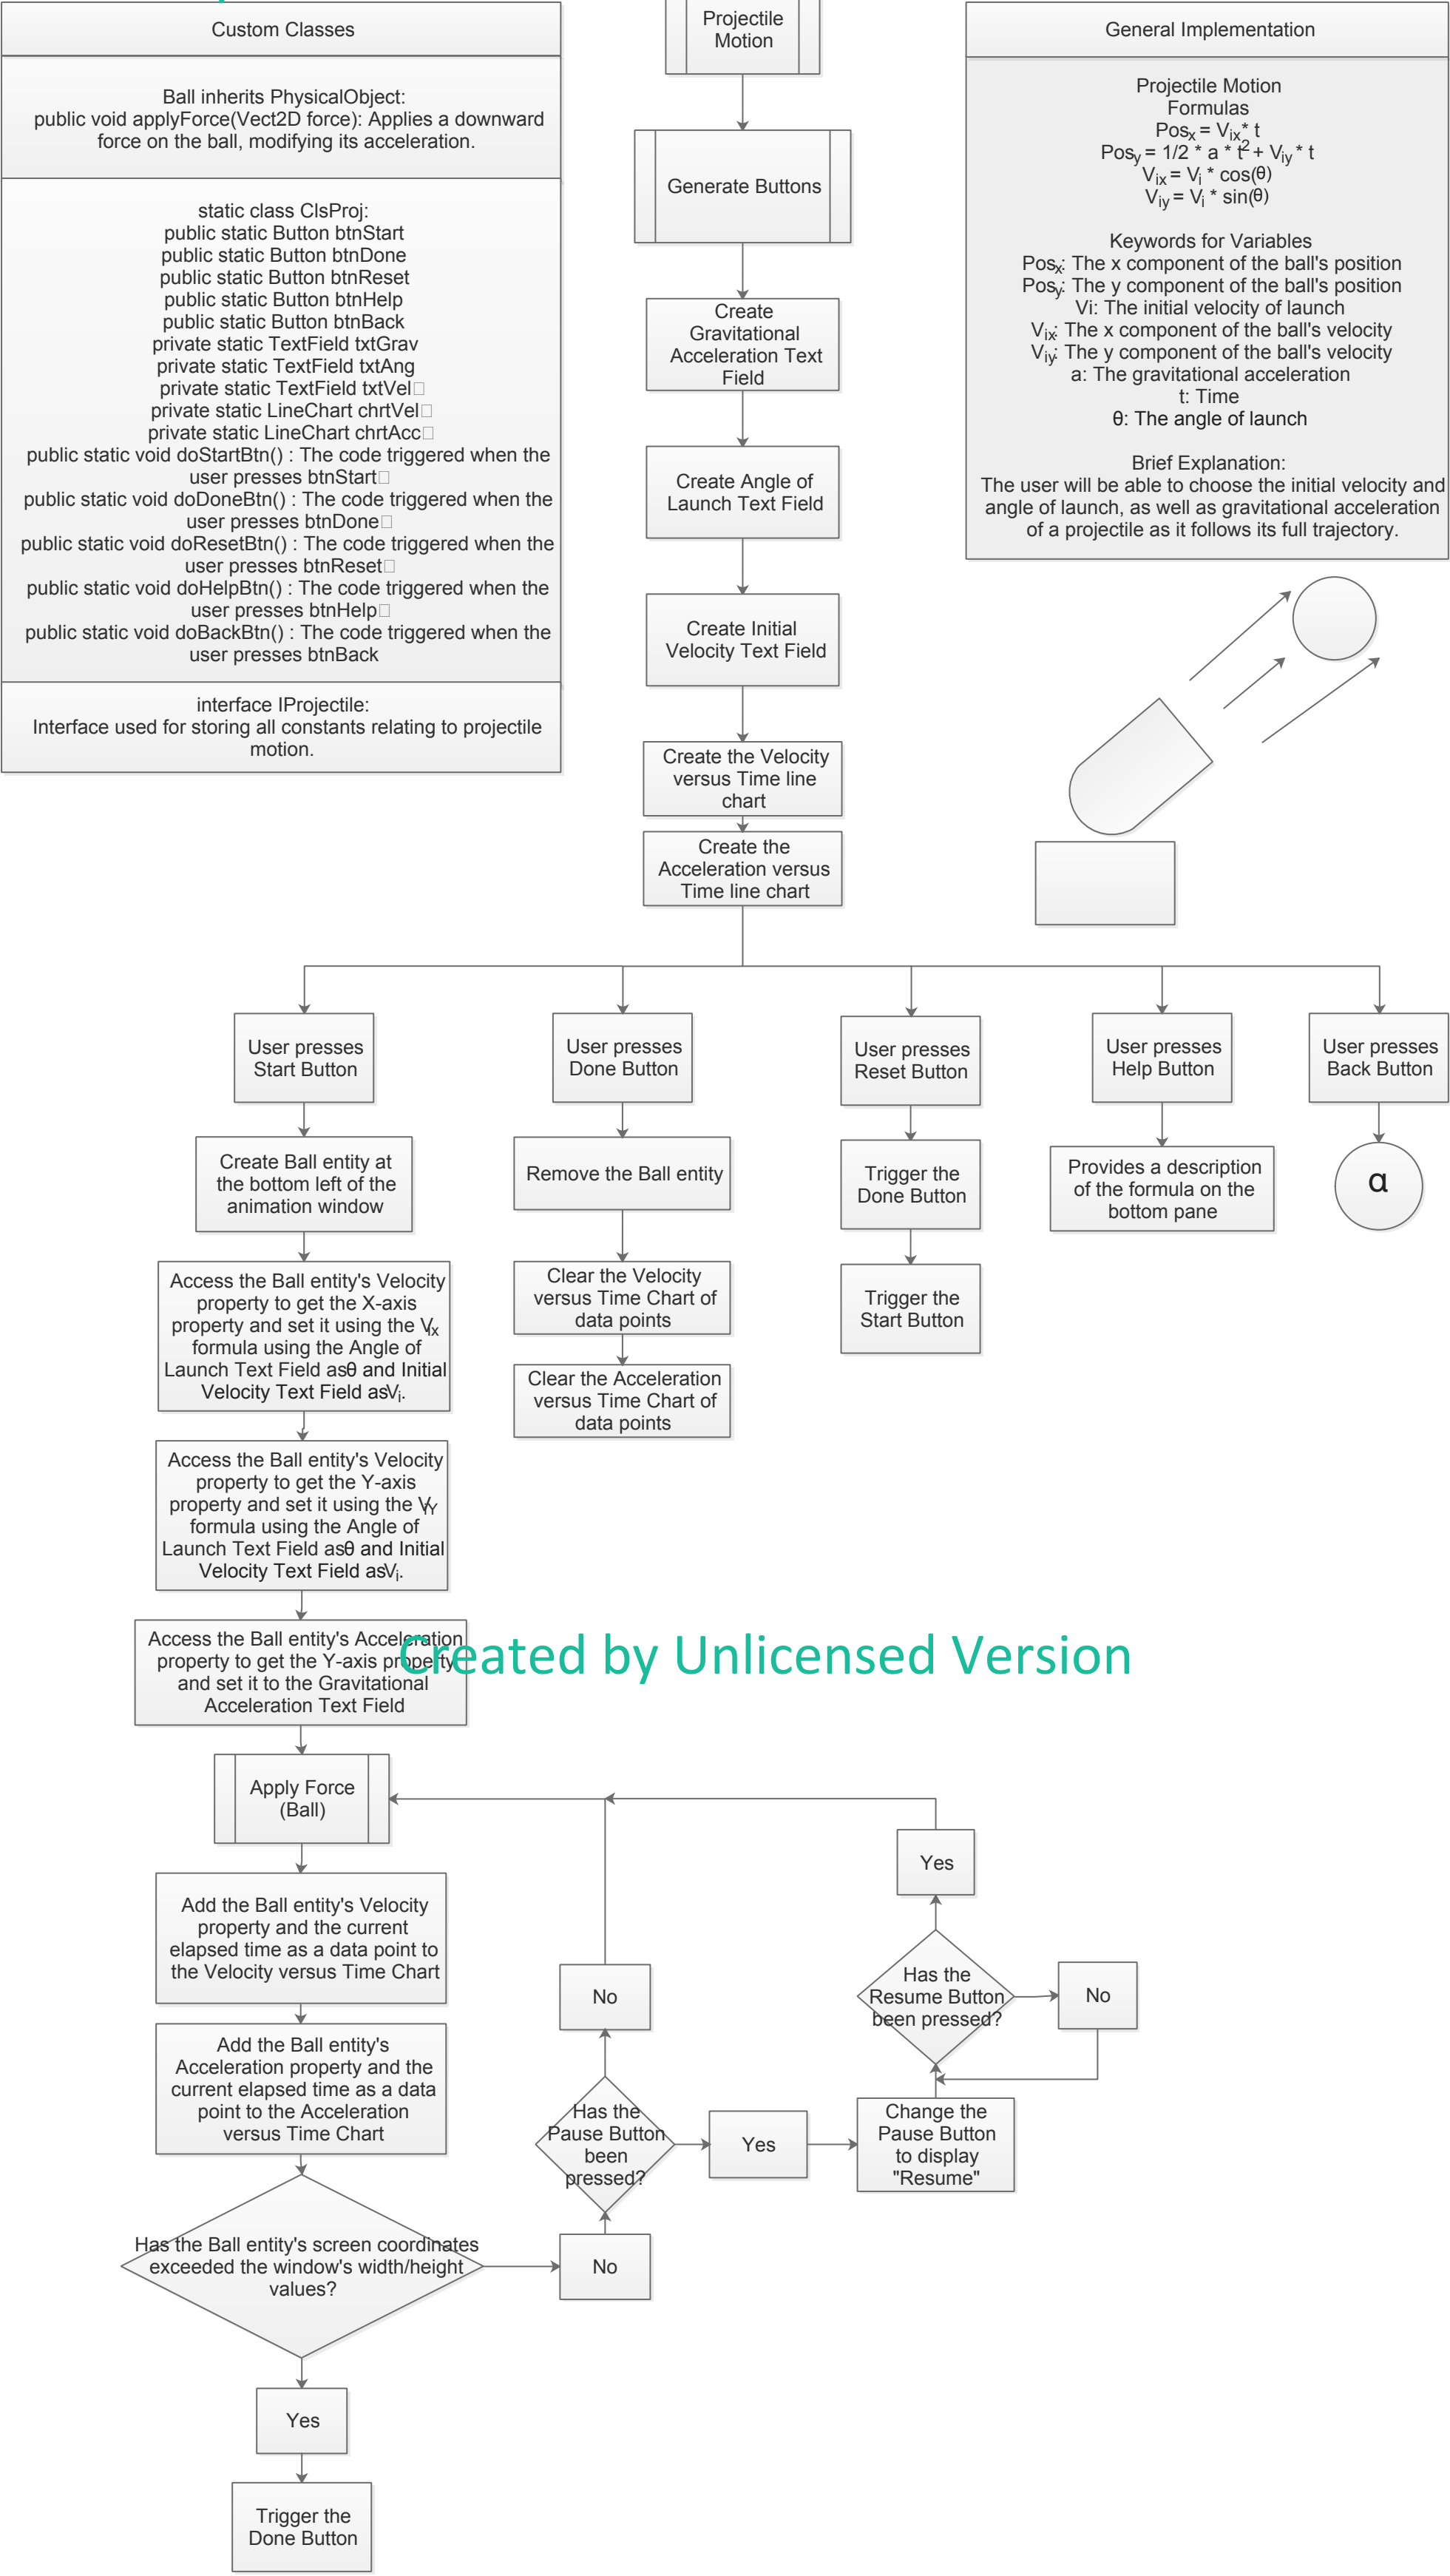 Custom Classes
Ball inherits PhysicalObject:
public void applyForce(Vect2D force): Applies a downward
force on the ball, modifying its acceleration.
static class ClsProj:
public static Button btnStart
public static Button btnDone
public static Button btnReset
public static Button btnHelp
public static Button btnBack
private static TextField txtGrav
private static TextField txtAng
private static TextField txtVel
private static LineChart chrtVel
private static LineChart chrtAcc
public static void doStartBtn() : The code triggered when the
user presses btnStart
public static void doDoneBtn() : The code triggered when the
user presses btnDone
public static void doResetBtn() : The code triggered when the
user presses btnReset
public static void doHelpBtn() : The code triggered when the
user presses btnHelp
public static void doBackBtn() : The code triggered when the
user presses btnBack
interface IProjectile:
Interface used for storing all constants relating to projectile
motion.
Projectile
Motion
Generate Buttons
Create
Gravitational
Acceleration Text
Field
Create Angle of
Launch Text Field
Create Initial
Velocity Text Field
Create the Velocity
versus Time line
chart
Create the
Acceleration versus
Time line chart
General Implementation
Projectile Motion
Formulas
Posx = Vix* t
Posy = 1/2 * a * t2 + Viy * t
Vix = Vi * cos(θ)
Viy = Vi * sin(θ)
Keywords for Variables
Posx: The x component of the ball's position
Posy: The y component of the ball's position
Vi: The initial velocity of launch
Vix: The x component of the ball's velocity
Viy: The y component of the ball's velocity
a: The gravitational acceleration
t: Time
θ: The angle of launch
Brief Explanation:
The user will be able to choose the initial velocity and
angle of launch, as well as gravitational acceleration
of a projectile as it follows its full trajectory.
User presses
Start Button
Create Ball entity at
the bottom left of the
animation window
Access the Ball entity's Velocity
property to get the X-axis
property and set it using the Vix
formula using the Angle of
Launch Text Field asθ and Initial
Velocity Text Field asVi.
Access the Ball entity's Velocity
property to get the Y-axis
property and set it using the ViY
formula using the Angle of
Launch Text Field asθ and Initial
Velocity Text Field asVi.
Access the Ball entity's Acceleration
property to get the Y-axis property
and set it to the Gravitational
Acceleration Text Field
Apply Force
(Ball)
Add the Ball entity's Velocity
property and the current
elapsed time as a data point to
the Velocity versus Time Chart
Add the Ball entity's
Acceleration property and the
current elapsed time as a data
point to the Acceleration
versus Time Chart
Has the Ball entity's screen coordinates
exceeded the window's width/height
values?
Yes
Trigger the
Done Button
User presses
Done Button
Remove the Ball entity
Clear the Velocity
versus Time Chart of
data points
Clear the Acceleration
versus Time Chart of
data points
User presses
Reset Button
Trigger the
Done Button
Trigger the
Start Button
User presses
Help Button
Provides a description
of the formula on the
bottom pane
User presses
Back Button
α
Created by Unlicensed Version
No
Has the
Pause Button
been
pressed?
No
Yes
Change the
Pause Button
to display
"Resume"
Has the
Resume Button
been pressed?
No
Yes